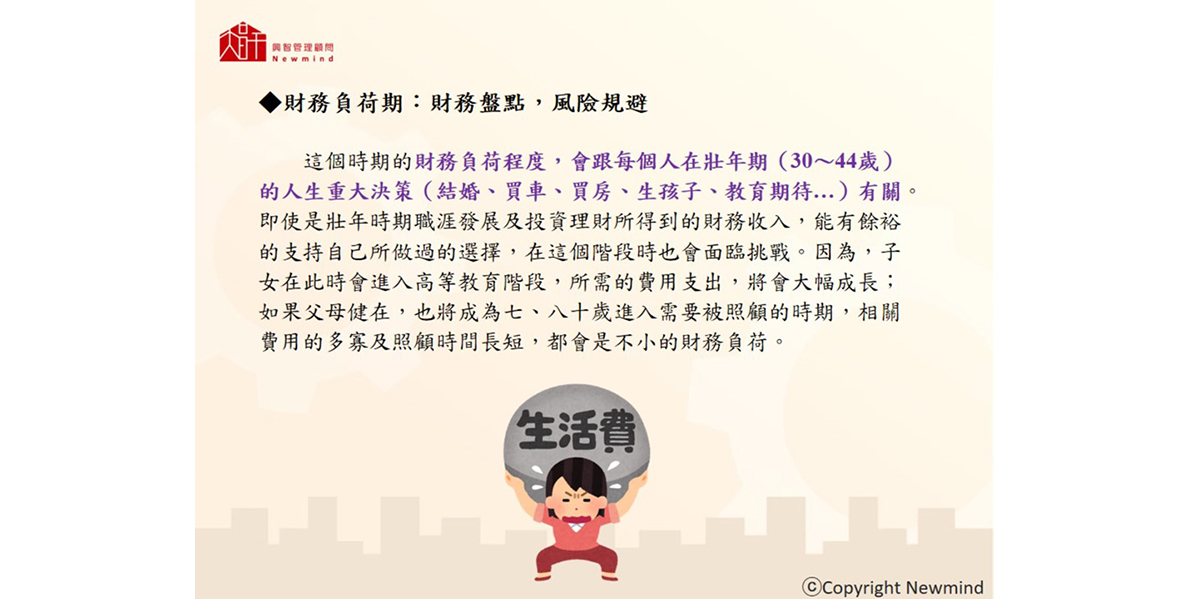 興智管理顧問
Newmind
◆財務負荷期：財務盤點，風險規避
這個時期的財務負荷程度，會跟每個人在壯年期（30～44歲）
的人生重大決策（結婚、買車、買房、生孩子、教育期待…）有關。
即使是壯年時期職涯發展及投資理財所得到的財務收入，能有餘裕
的支持自己所做過的選擇，在這個階段時也會面臨挑戰。因為，子
女在此時會進入高等教育階段，所需的費用支出，將會大幅成長；
如果父母健在，也將成為七、八十歲進入需要被照顧的時期，相關
費用的多寡及照顧時間長短，都會是不小的財務負荷。
生活費
ⓒCopyright Newmind